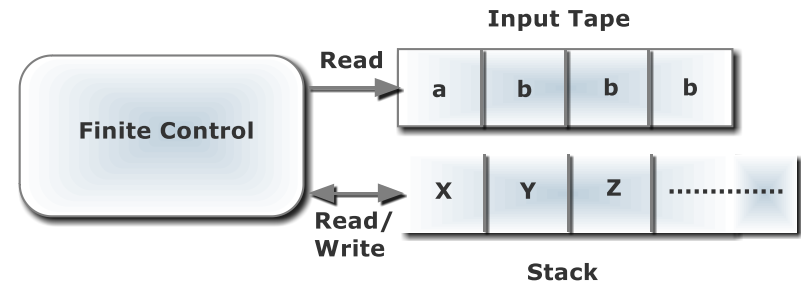 Input Tape
Read
a b b b
Finite Control
X Y Z ..............
Read/
Write
Stack